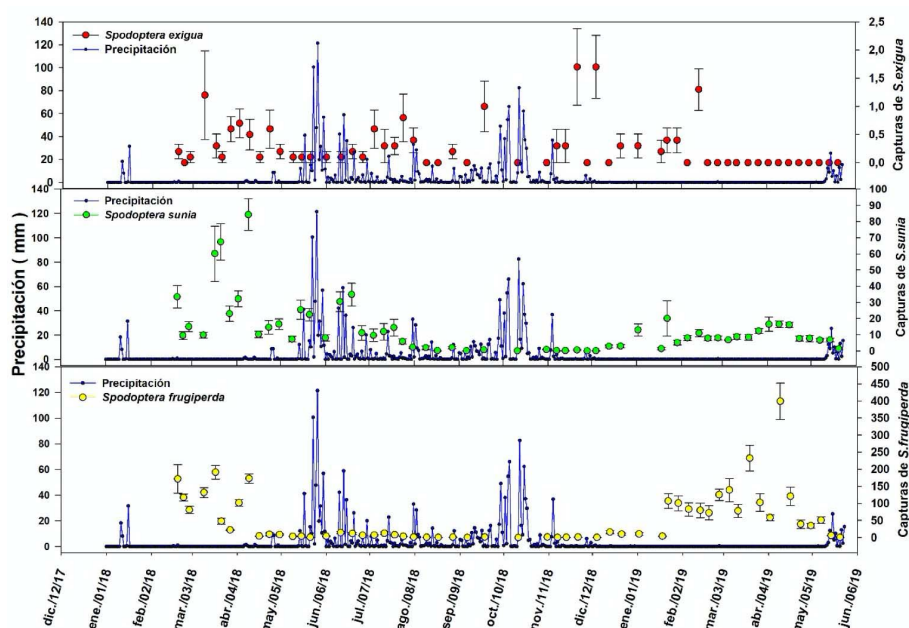 140
120
100
80
60
40
20
0
Spodoptera exigua
Precipitación
2,5
2,0
1,5
1,0
0,5
0,0
Capturas de S.exigua
140
120
100
80
60
40
20
0
Precipitación
Spodoptera sunia
100
90
80
70
60
50
40
30
20
10
0
Capturas de S.sunia
Precipitación ( mm )
140
120
100
80
60
40
20
0
Precipitación
Spodoptera frugiperda
500
450
400
350
300
250
200
150
100
50
0
Capturas de S.frugiperda
dic./12/17
ene./01/18
feb./02/18
mar./03/18
abr./04/18
may./05/18
jun./06/18
jul./07/18
ago./08/18
sep./09/18
oct./10/18
nov./11/18
dic./12/18
ene./01/19
feb./02/19
mar./03/19
abr./04/19
may./05/19
jun./06/19